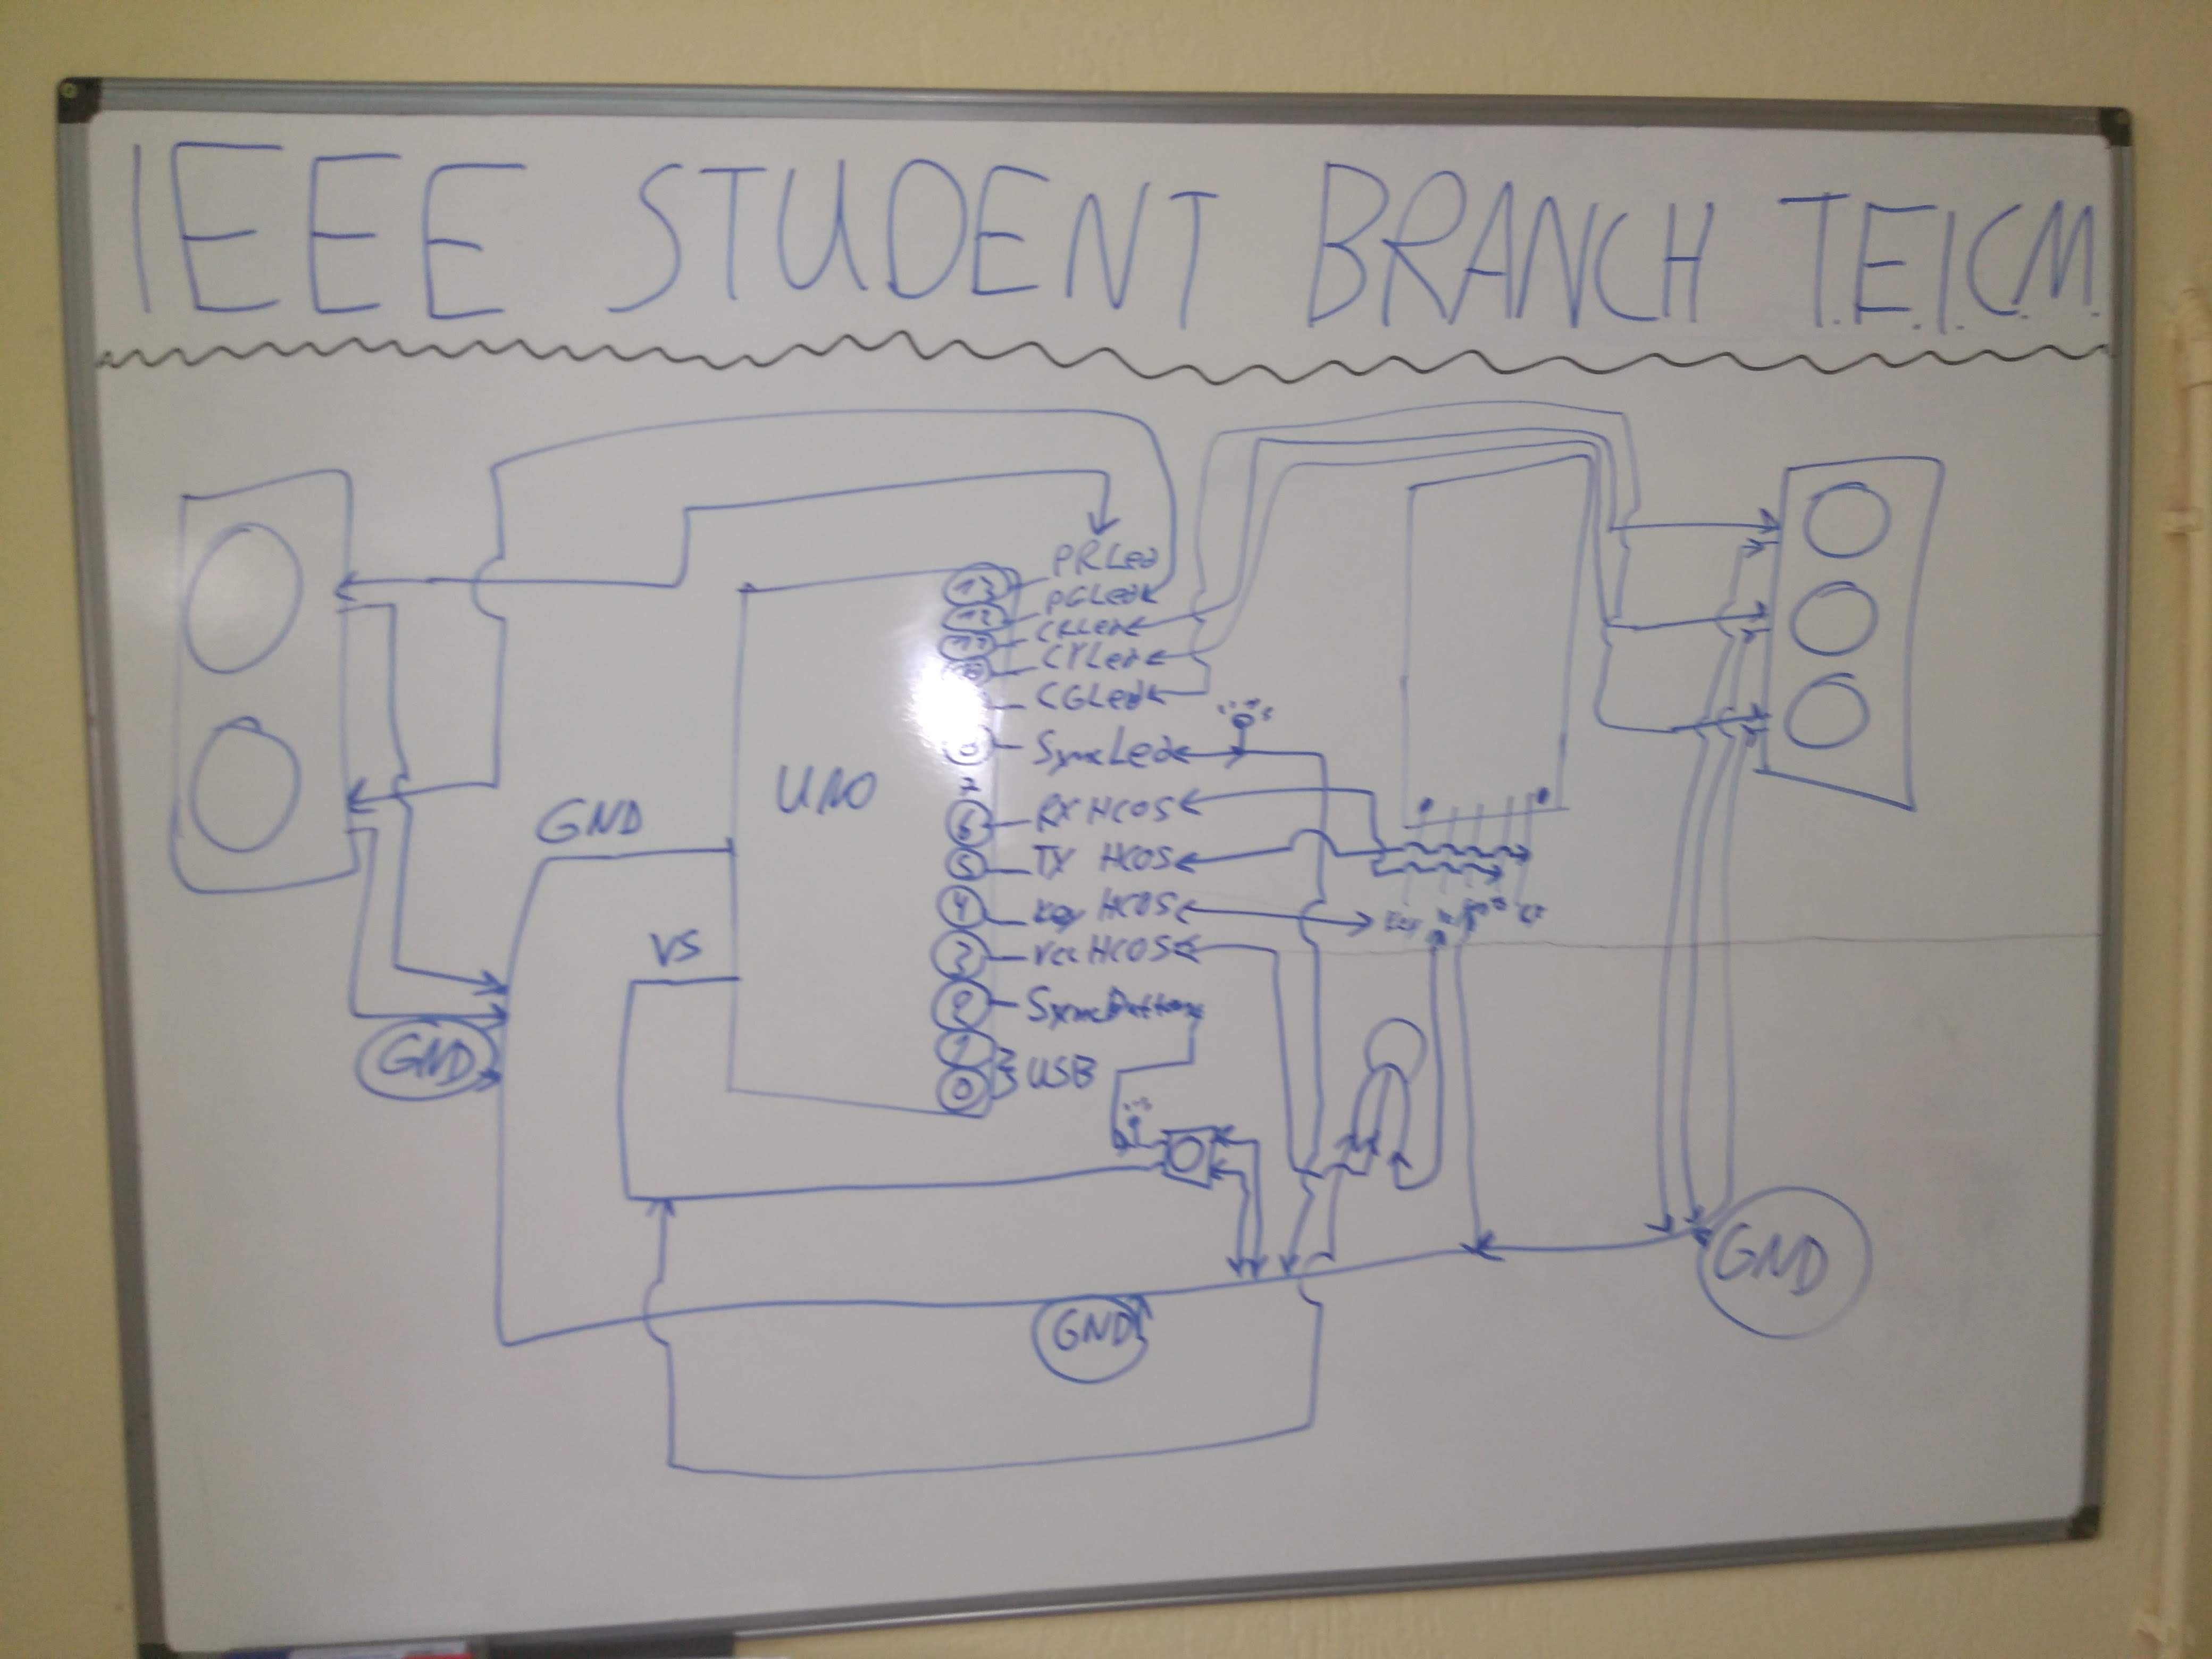 IEEE STUDENT BRANCH T.E.I.C.M.
13 PRLed
12 PGLed
11 CRLed
10 CYLed
CGLed
SyncLed
UNO
7
6 RX HC05
GND
5 TX HC05
4 Key HC05
VS
3 Vcc HC05
2 SyncButton
1
0 USB
GND
GND
GND